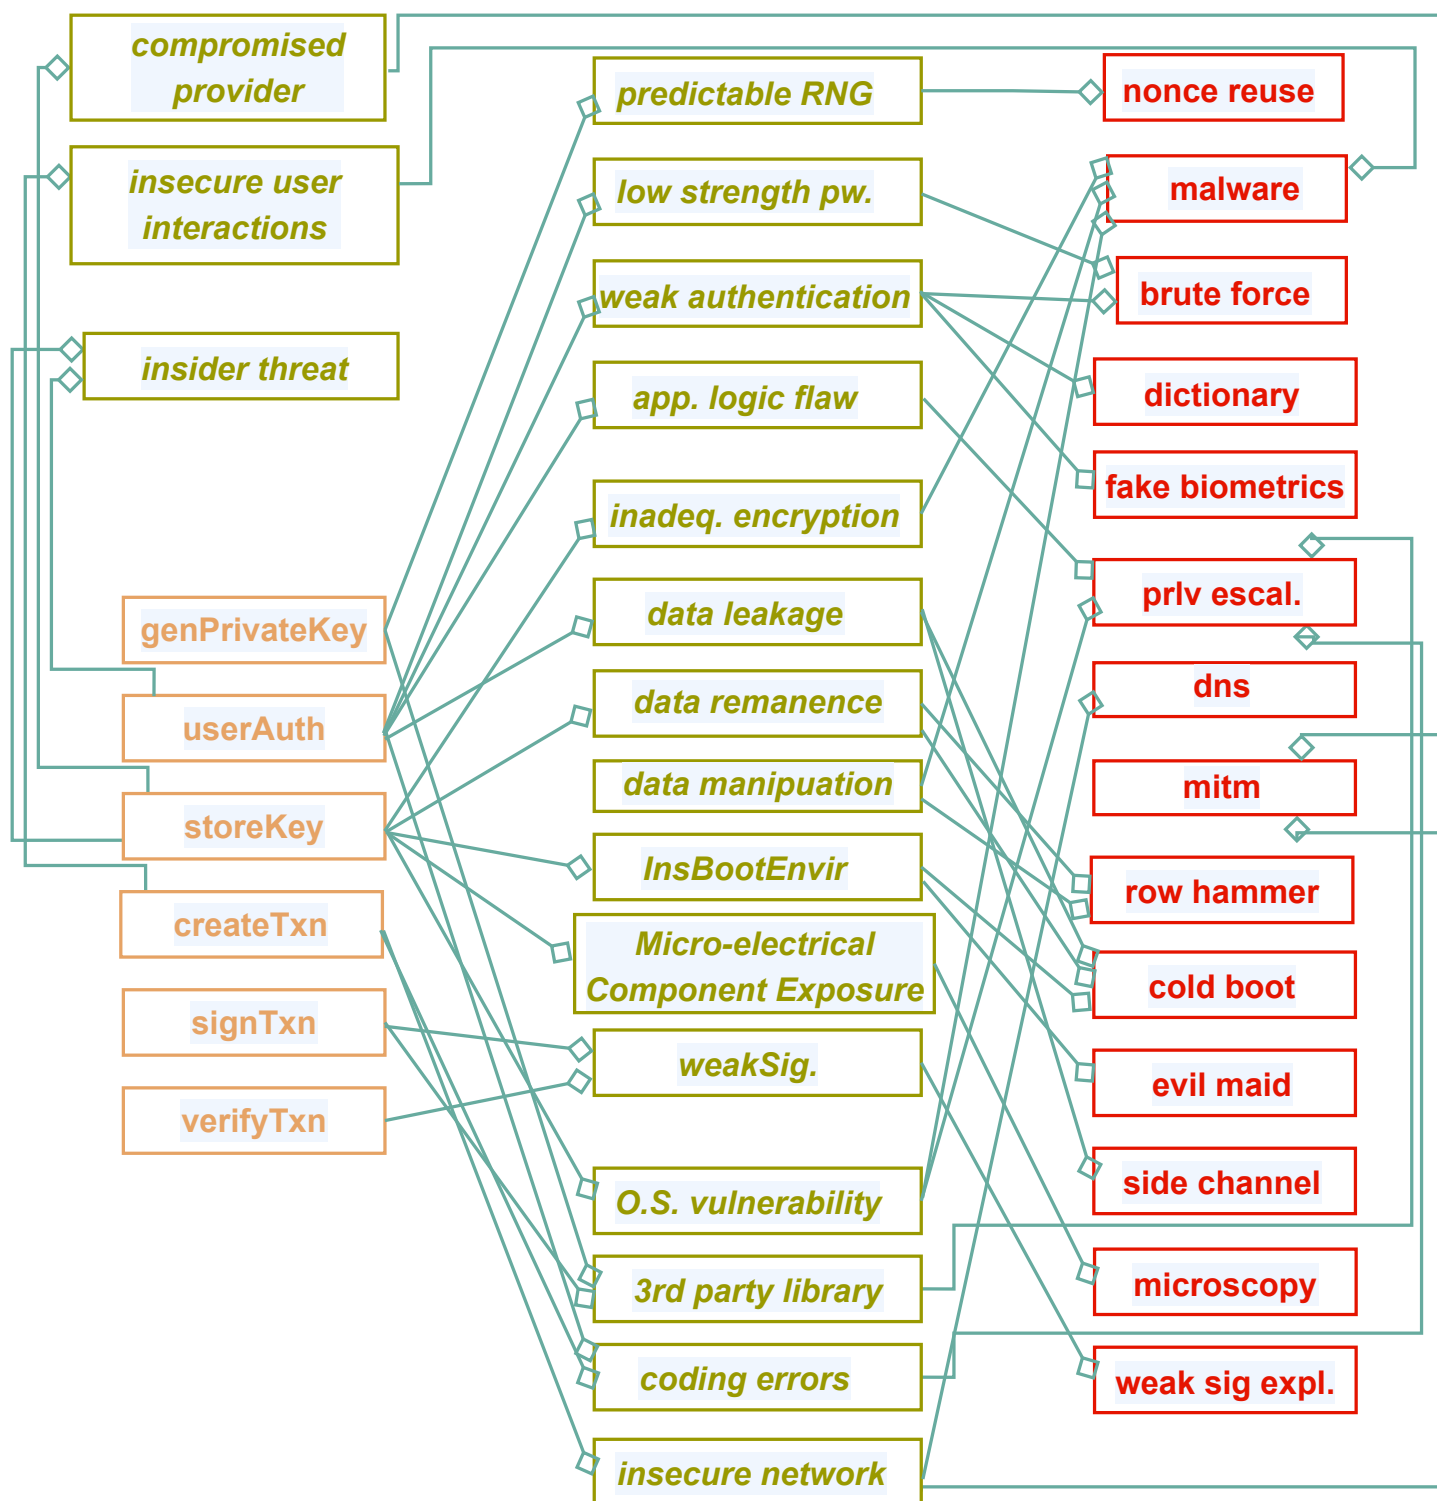 compromised
provider
insecure user
interactions
insider threat
genPrivateKey
userAuth
storeKey
createTxn
signTxn
verifyTxn
predictable RNG
low strength pw.
weak authentication
app. logic flaw
inadeq. encryption
data leakage
data remanence
data manipuation
InsBootEnvir
Micro-electrical
Component Exposure
weakSig.
O.S. vulnerability
3rd party library
coding errors
insecure network
nonce reuse
malware
brute force
dictionary
fake biometrics
prlv escal.
dns
mitm
row hammer
cold boot
evil maid
side channel
microscopy
weak sig expl.